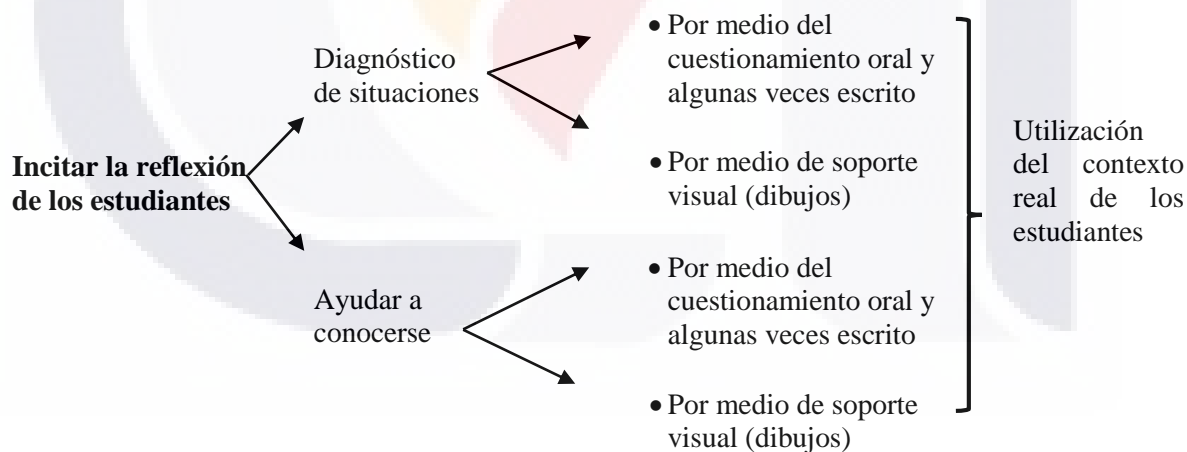 Incitar la reflexión
de los estudiantes
Diagnóstico
de situaciones
• Por medio del
cuestionamiento oral y
algunas veces escrito
• Por medio de soporte
visual (dibujos)
Ayudar a
conocerse
• Por medio del
cuestionamiento oral y
algunas veces escrito
• Por medio de soporte
visual (dibujos)
Utilización
del contexto
real de los
estudiantes